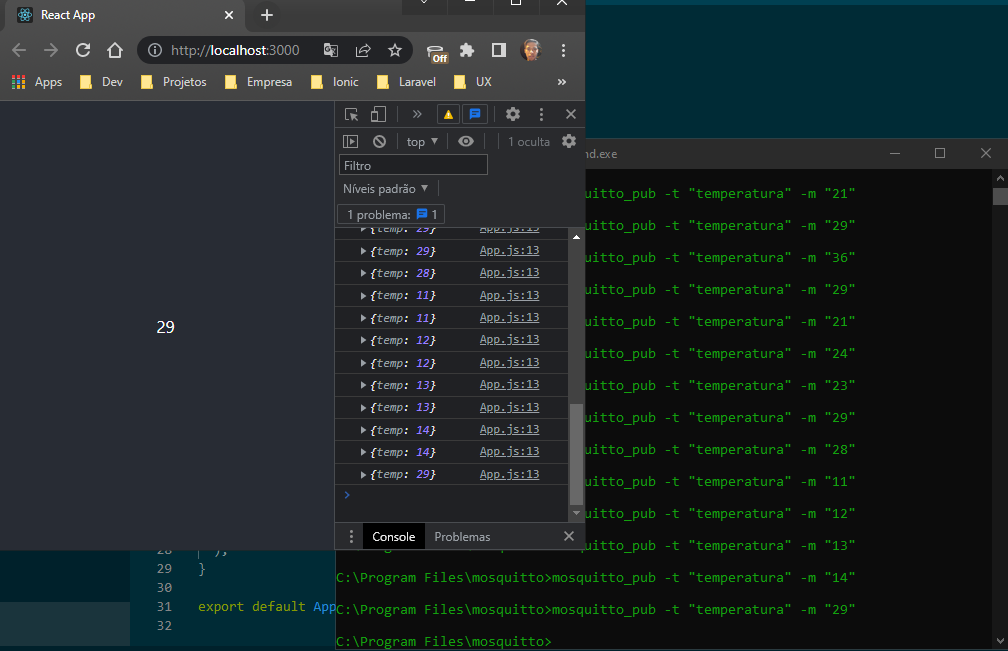 React App
http://localhost:3000
Off
Apps
Dev
Projetos
Empresa
Ionic
Laravel
UX
»
top ▼
1 oculta
Filtro
Níveis padrão ▼
1 problema: 1
{temp: 29} App.js:13
{temp: 29} App.js:13
{temp: 28} App.js:13
{temp: 11} App.js:13
{temp: 11} App.js:13
{temp: 12} App.js:13
{temp: 12} App.js:13
{temp: 13} App.js:13
{temp: 13} App.js:13
{temp: 14} App.js:13
{temp: 14} App.js:13
{temp: 29} App.js:13
>
Console
Problemas
29
nd.exe
uitto_pub -t "temperatura" -m "21"
uitto_pub -t "temperatura" -m "29"
uitto_pub -t "temperatura" -m "36"
uitto_pub -t "temperatura" -m "29"
uitto_pub -t "temperatura" -m "21"
uitto_pub -t "temperatura" -m "24"
uitto_pub -t "temperatura" -m "23"
uitto_pub -t "temperatura" -m "29"
uitto_pub -t "temperatura" -m "28"
uitto_pub -t "temperatura" -m "11"
uitto_pub -t "temperatura" -m "12"
uitto_pub -t "temperatura" -m "13"
C:\Program Files\mosquitto>mosquitto_pub -t "temperatura" -m "14"
C:\Program Files\mosquitto>mosquitto_pub -t "temperatura" -m "29"
C:\Program Files\mosquitto>
28 );
29 }
30
31 export default App
32